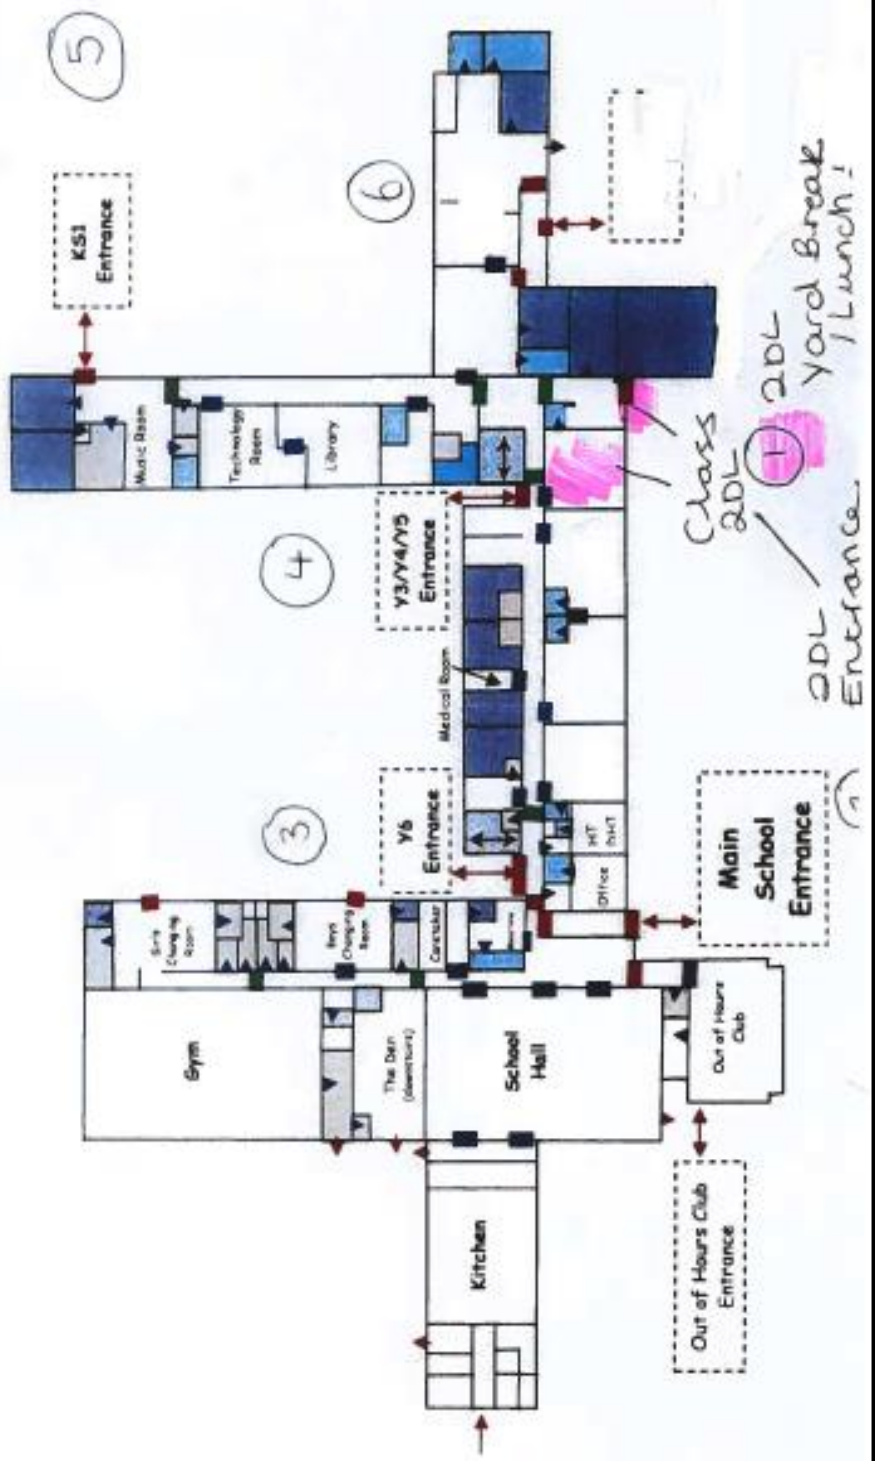 5
KS1
Entrance
6
Music Room
Technology
Room
Library
4
Y3/Y4/Y5
Entrance
Class
2DL
1
2DL
Yard Break
/Lunch!
2DL
Entrance
Medical Room
3
Y6
Entrance
HT
DHT
Office
Main
School
Entrance
Girls
Changing
Room
Boys
Changing
Room
Caretaker
Gym
The Den
(downstairs)
School
Hall
Out of Hours
Club
Kitchen
Out of Hours Club
Entrance